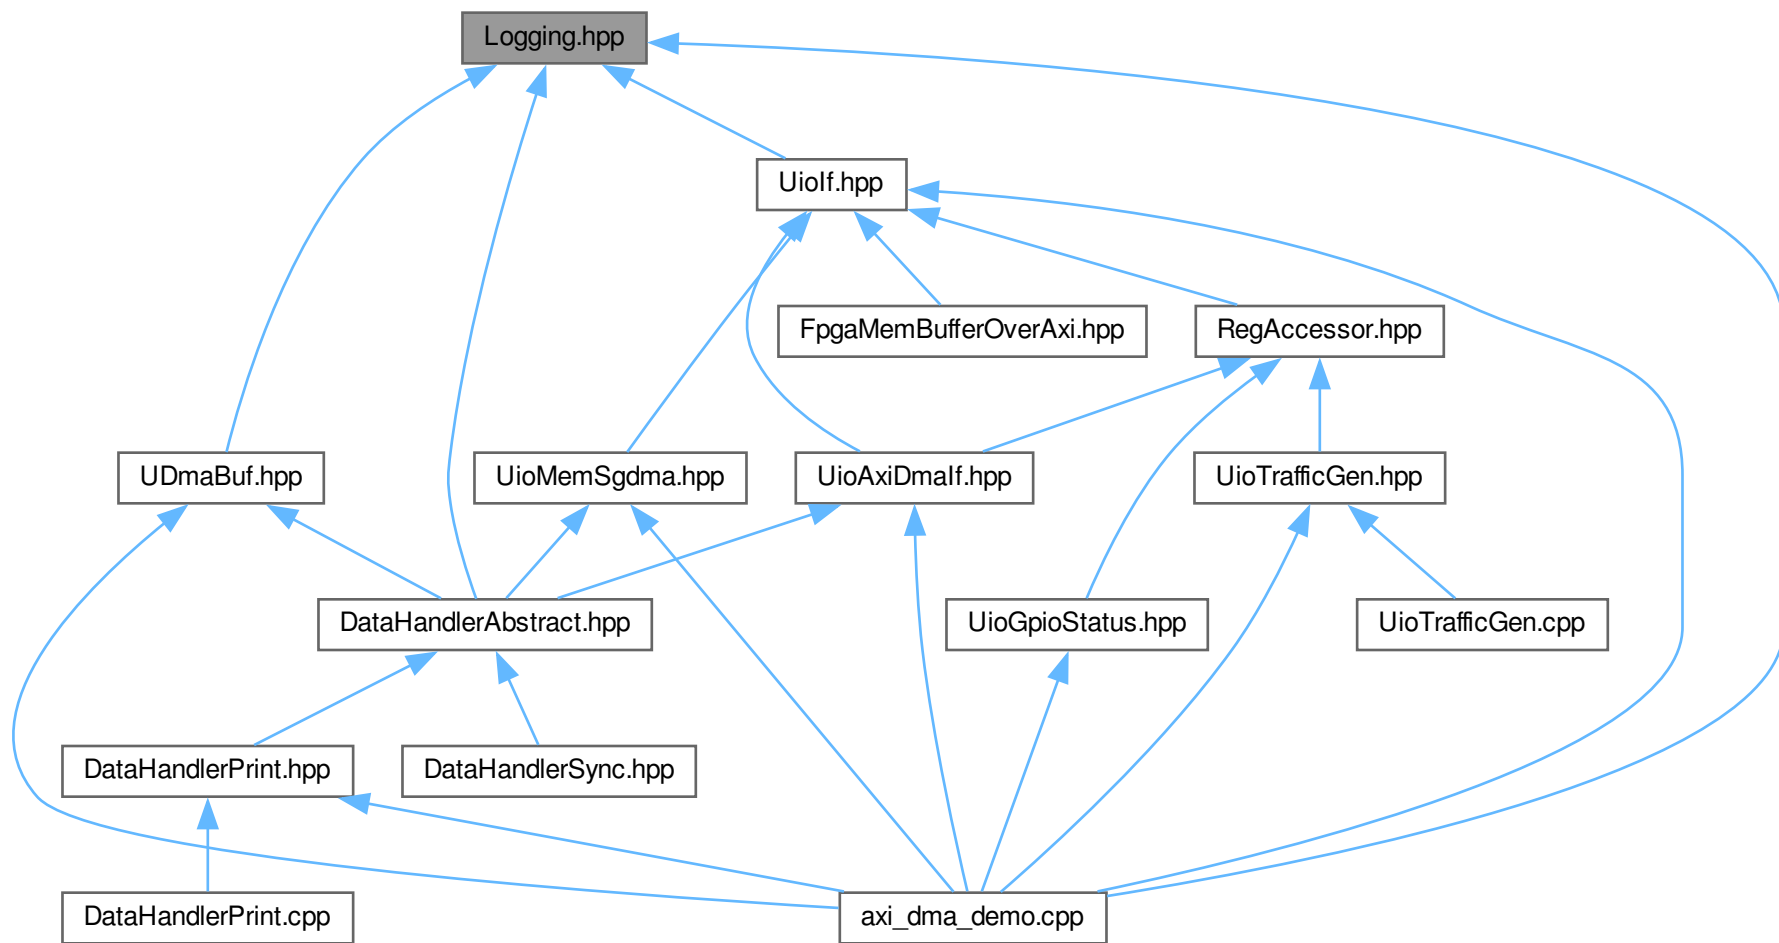 Logging.hpp
UioIf.hpp
FpgaMemBufferOverAxi.hpp
RegAccessor.hpp
UDmaBuf.hpp
UioMemSgdma.hpp
UioAxiDmaIf.hpp
UioTrafficGen.hpp
DataHandlerAbstract.hpp
UioGpioStatus.hpp
UioTrafficGen.cpp
DataHandlerPrint.hpp
DataHandlerSync.hpp
DataHandlerPrint.cpp
axi_dma_demo.cpp